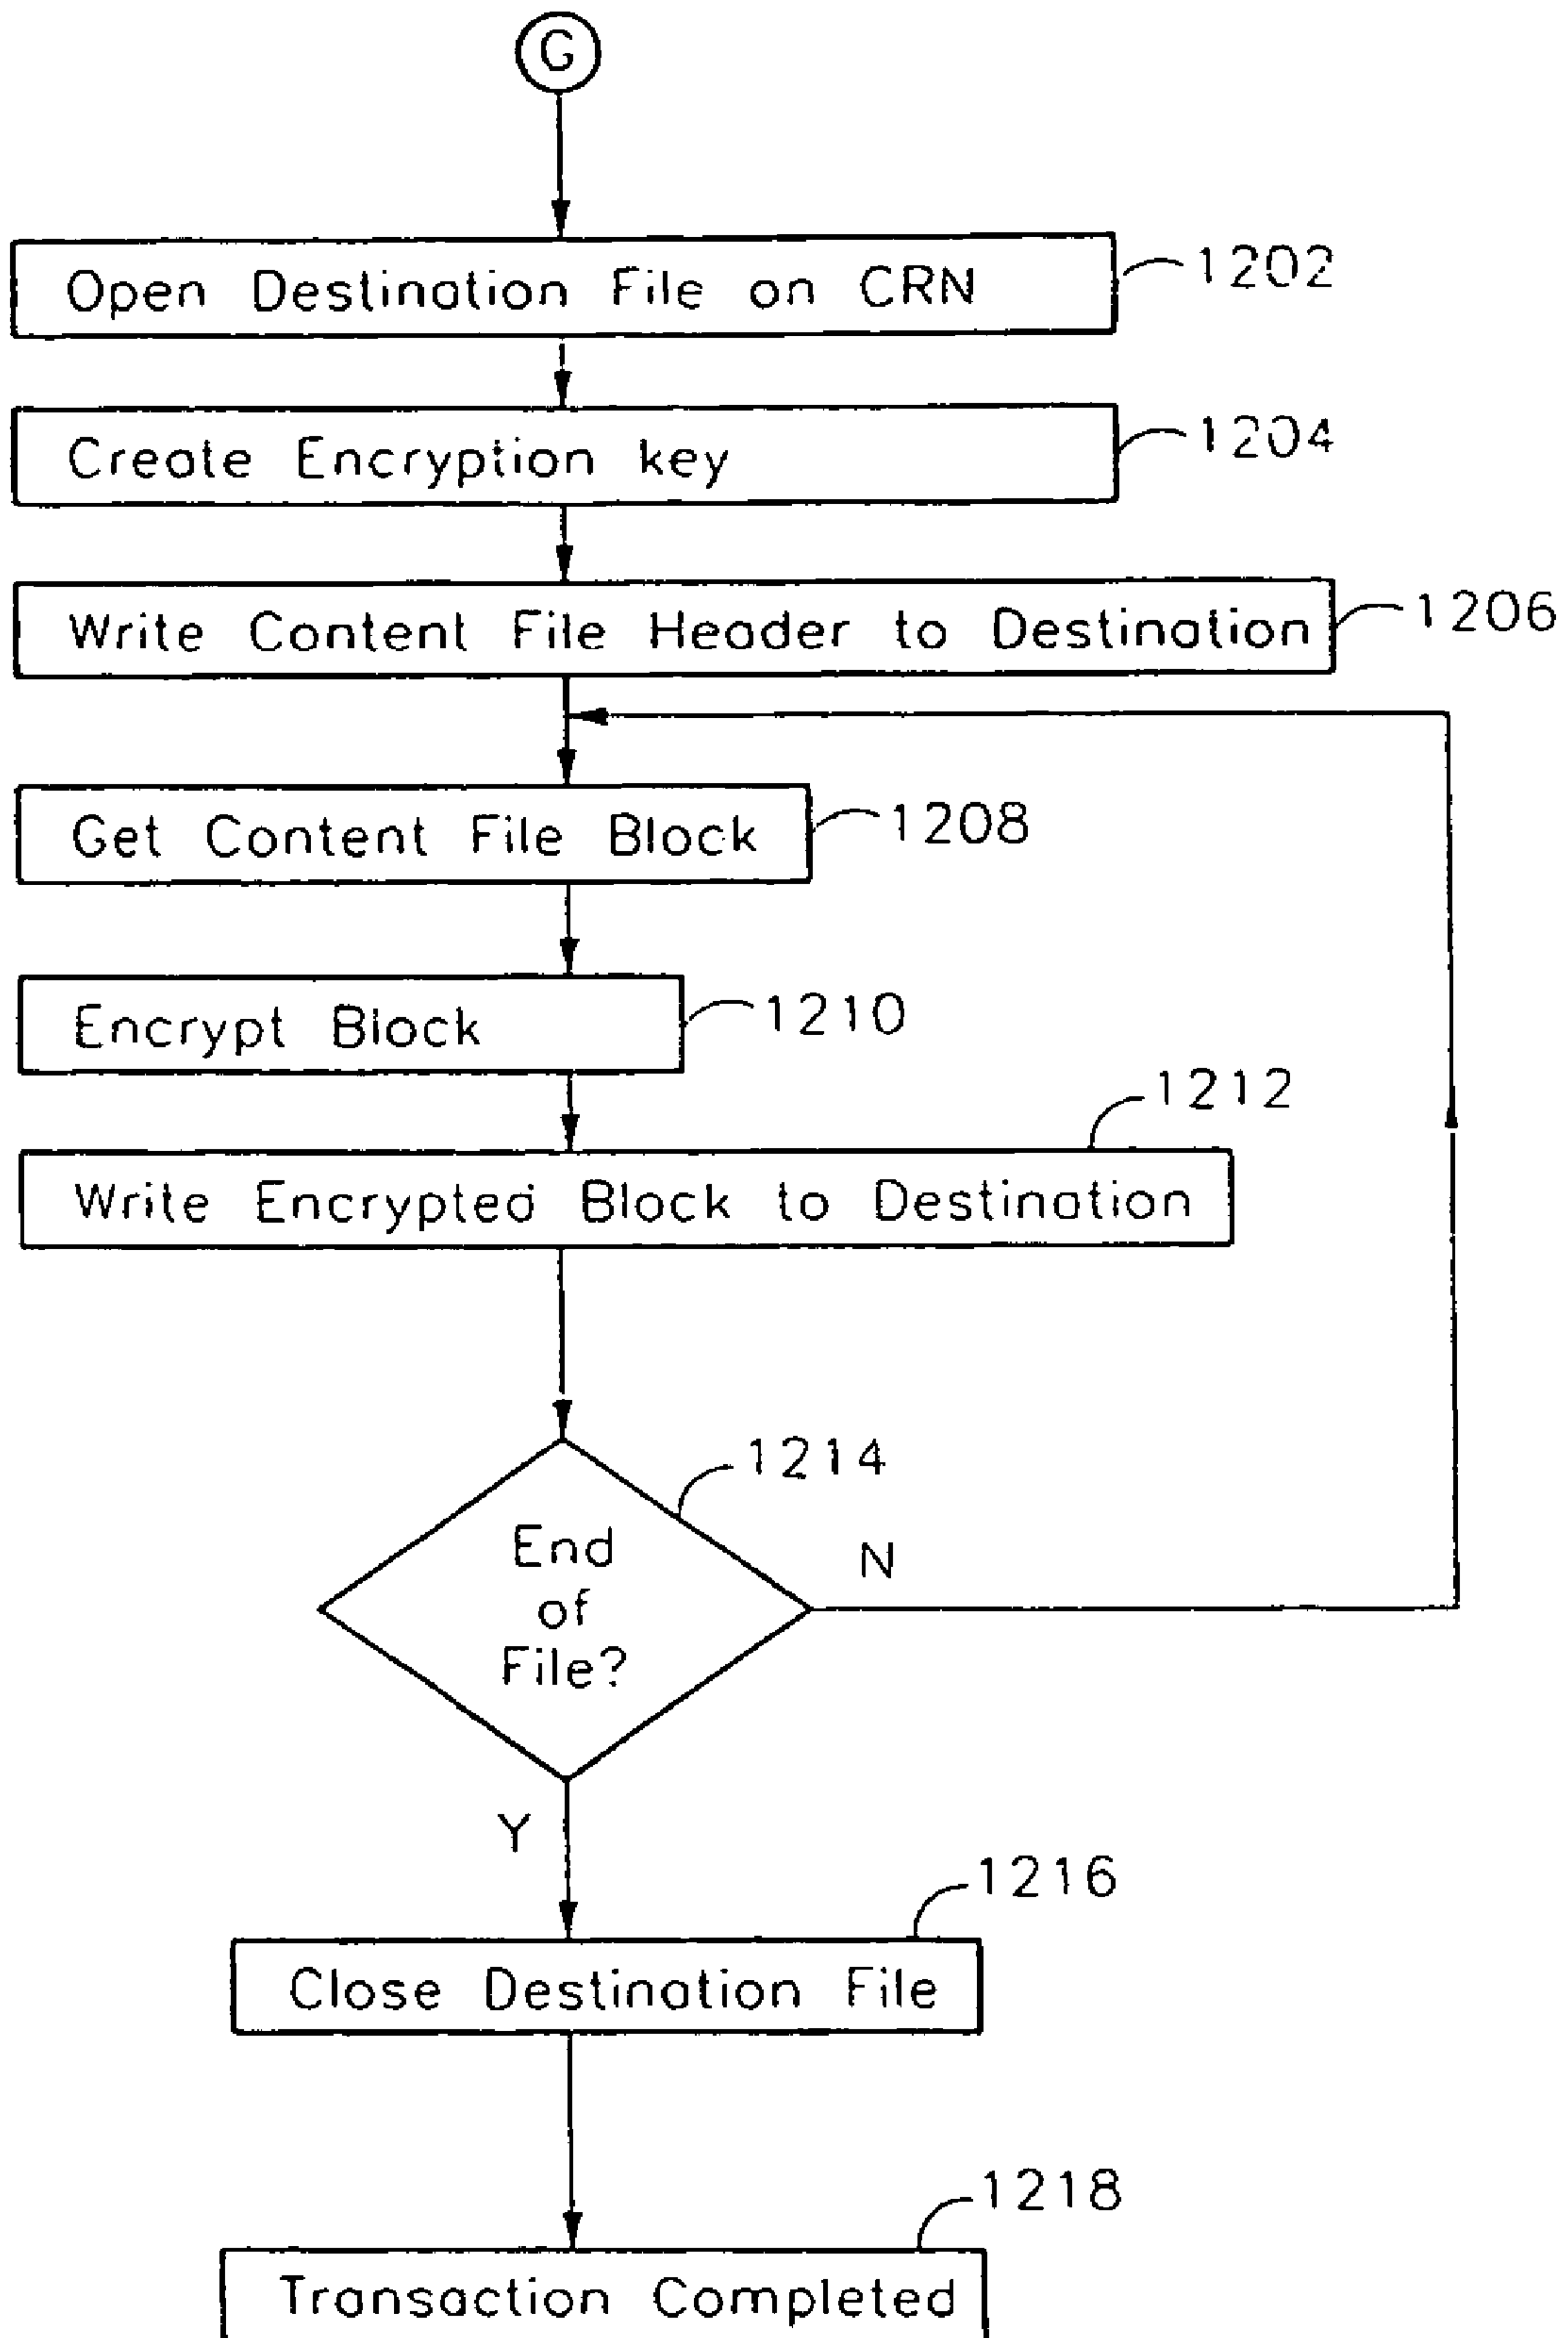 G
Open Destination File on CRN
1202
Create Encryption key
1204
Write Content File Header to Destination
1206
Get Content File Block
1208
Encrypt Block
1210
1212
Write Encrypted Block to Destination
1214
End
of
File?
N
Y
1216
Close Destination File
1218
Transaction Completed